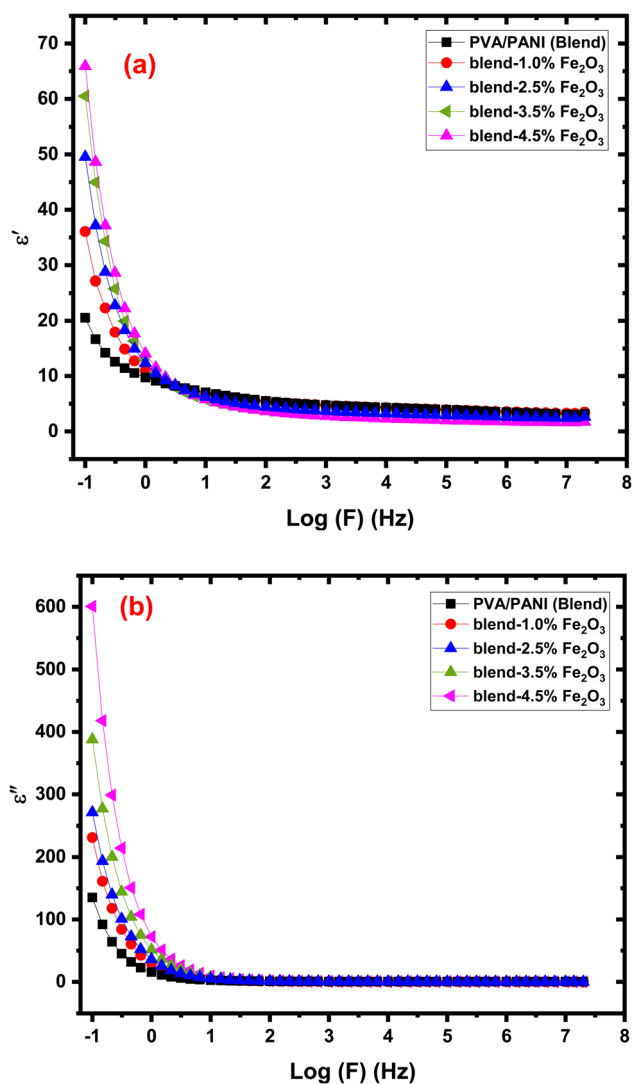 (a)
PVA/PANI (Blend)
blend-1.0% Fe₂O₃
blend-2.5% Fe₂O₃
blend-3.5% Fe₂O₃
blend-4.5% Fe₂O₃
70
60
50
40
30
20
10
0
ε′
-1 0 1 2 3 4 5 6 7 8
Log (F) (Hz)
(b)
PVA/PANI (Blend)
blend-1.0% Fe₂O₃
blend-2.5% Fe₂O₃
blend-3.5% Fe₂O₃
blend-4.5% Fe₂O₃
600
500
400
300
200
100
0
ε″
-1 0 1 2 3 4 5 6 7 8
Log (F) (Hz)